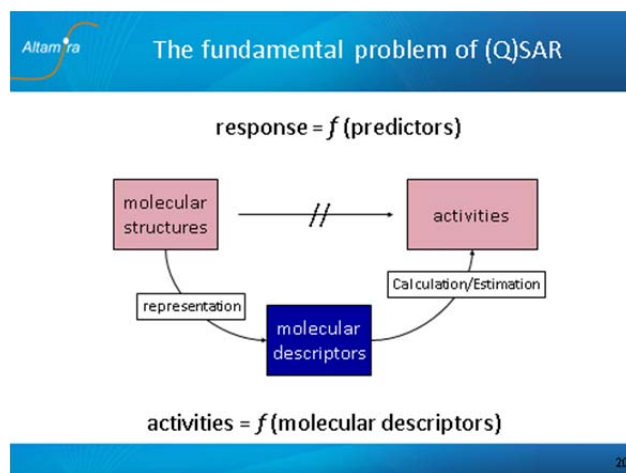 Altamira
The fundamental problem of (Q)SAR
response = f (predictors)
molecular
structures
activities
representation
Calculation/Estimation
molecular
descriptors
activities = f (molecular descriptors)
20